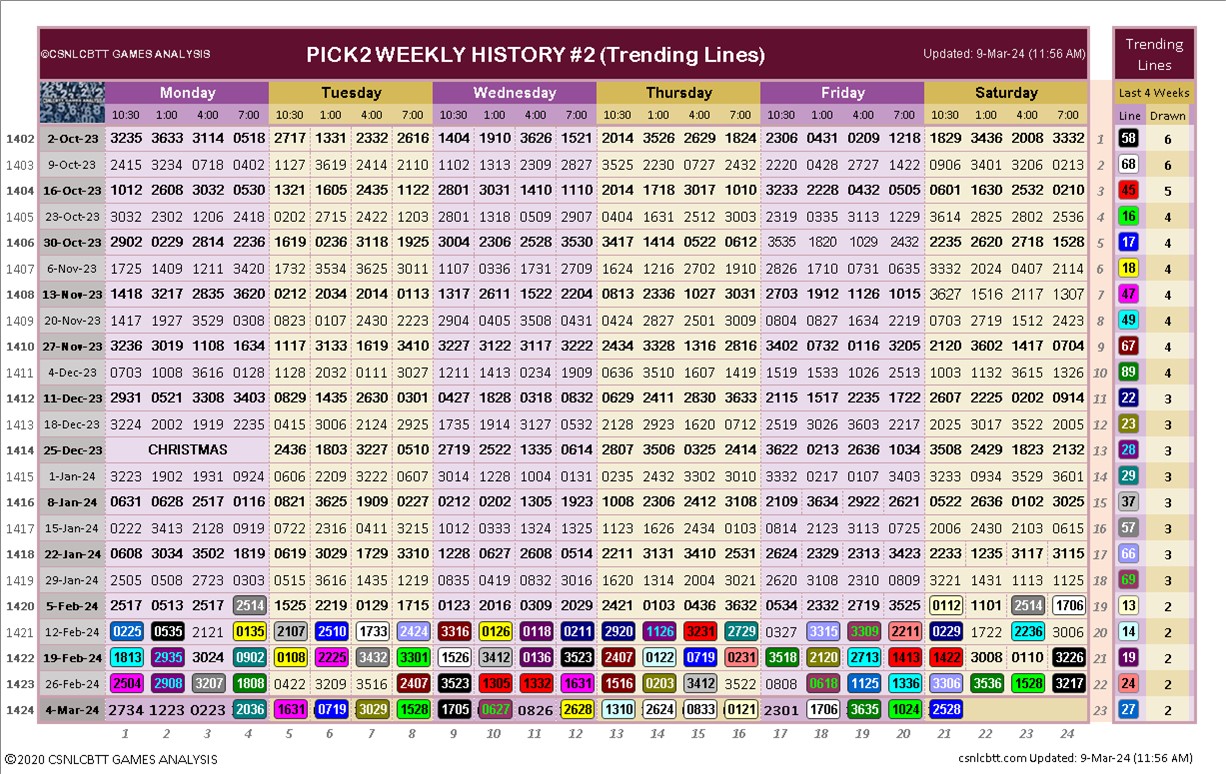 ©CSNLCBTT GAMES ANALYSIS PICK2 WEEKLY HISTORY #2 (Trending Lines) Updated: 9-Mar-24 (11:56 AM) Trending
Lines
Monday Tuesday Wednesday Thursday Friday Saturday Last 4 Weeks
10:30 1:00 4:00 7:00 10:30 1:00 4:00 7:00 10:30 1:00 4:00 7:00 10:30 1:00 4:00 7:00 10:30 1:00 4:00 7:00 10:30 1:00 4:00 7:00 Line Drawn
1402 2-Oct-23 3235 3633 3114 0518 2717 1331 2332 2616 1404 1910 3626 1521 2014 3526 2629 1824 2306 0431 0209 1218 1829 3436 2008 3332 1 58 6
1403 9-Oct-23 2415 3234 0718 0402 1127 3619 2414 2110 1102 1313 2309 2827 3525 2230 0727 2432 2220 0428 2727 1422 0906 3401 3206 0213 2 68 6
1404 16-Oct-23 1012 2608 3032 0530 1321 1605 2435 1122 2801 3031 1410 1110 2014 1718 3017 1010 3233 2228 0432 0505 0601 1630 2532 0210 3 45 5
1405 23-Oct-23 3032 2302 1206 2418 0202 2715 2422 1203 2801 1318 0509 2907 0404 1631 2512 3003 2319 0335 3113 1229 3614 2825 2802 2536 4 16 4
1406 30-Oct-23 2902 0229 2814 2236 1619 0236 3118 1925 3004 2306 2528 3530 3417 1414 0522 0612 3535 1820 1029 2432 2235 2620 2718 1528 5 17 4
1407 6-Nov-23 1725 1409 1211 3420 1732 3534 3625 3011 1107 0336 1731 2709 1624 1216 2702 1910 2826 1710 0731 0635 3332 2024 0407 2114 6 18 4
1408 13-Nov-23 1418 3217 2835 3620 0212 2034 2014 0113 1317 2611 1522 2204 0813 2336 1027 3031 2703 1912 1126 1015 3627 1516 2117 1307 7 47 4
1409 20-Nov-23 1417 1927 3529 0308 0823 0107 2430 2223 2904 0405 3508 0431 0424 2827 2501 3009 0804 0827 1634 2219 0703 2719 1512 2423 8 49 4
1410 27-Nov-23 3236 3019 1108 1634 1117 3133 1619 3410 3227 3122 3117 3222 2434 3328 1316 2816 3402 0732 0116 3205 2120 3602 1417 0704 9 67 4
1411 4-Dec-23 0703 1008 3616 0128 1128 2032 0111 3027 1211 1413 0234 1909 0636 3510 1607 1419 1519 1533 1026 2513 1003 1132 3615 1326 10 89 4
1412 11-Dec-23 2931 0521 3308 3403 0829 1435 2630 0301 0427 1828 0318 0832 0629 2411 2830 3633 2115 1517 2235 1722 2607 2225 0202 0914 11 22 3
1413 18-Dec-23 3224 2002 1919 2235 0415 3006 2124 2923 1735 1914 3127 0532 2128 2923 1620 0712 2519 3026 3603 2217 2025 3017 3522 2005 12 23 3
1414 25-Dec-23 CHRISTMAS 2436 1803 3227 0510 2719 2522 1335 0614 2807 3506 0325 2414 3622 0213 2636 1034 3508 2429 1823 2132 13 28 3
1415 1-Jan-24 3223 1902 1931 0924 0606 2209 3222 0607 3014 1228 1004 0131 0235 2432 3302 3010 3332 0217 0107 3403 3233 0934 3529 3601 14 29 3
1416 8-Jan-24 0631 0628 2517 0116 0821 3625 1909 0227 0212 0202 1305 1923 1008 2306 2412 3108 2109 3634 2922 2621 0522 2636 0102 3025 15 37 3
1417 15-Jan-24 0222 3413 2128 0919 0722 2316 0411 3215 1012 0333 1324 1325 1123 1626 2434 0103 0814 2123 3113 0725 2006 2430 2103 0615 16 57 3
1418 22-Jan-24 0608 3034 3502 1819 0619 3029 1729 3310 1228 0627 2608 0514 2211 3131 3410 2531 2624 2329 2313 3423 2233 1235 3117 3115 17 66 3
1419 29-Jan-24 2505 0508 2723 0303 0515 3616 1435 1219 0835 0419 0832 3016 1620 1314 2004 3021 2632 3108 2310 0809 3221 1431 1113 1125 18 69 3
1420 5-Feb-24 2517 0513 2517 2514 1525 2219 0129 1715 0123 2016 0309 2029 2421 0103 0436 3632 0534 2332 2719 3525 0112 1101 2514 1706 19 13 2
1421 12-Feb-24 0225 0535 2121 0135 2107 2510 1733 2424 3316 0126 0118 0211 2920 1126 3231 2729 0327 3315 3309 2211 0229 1722 2236 3006 20 14 2
1422 19-Feb-24 1813 2935 3024 0902 0108 2225 3432 3301 1526 3412 0136 3523 2407 0122 0719 0231 3518 2120 2713 1413 1422 3008 0110 3226 21 19 2
1423 26-Feb-24 2504 2908 3207 1808 0422 3209 3516 2407 3523 1305 1332 1631 1516 0203 3412 3522 0808 0618 1125 1336 3306 3536 1528 3217 22 24 2
1424 4-Mar-24 2734 1223 0223 2036 1631 0719 3029 1528 1705 0627 0826 2628 1310 2624 0833 0121 2301 1706 3635 1024 2528 23 27 2
1 2 3 4 5 6 7 8 9 10 11 12 13 14 15 16 17 18 19 20 21 22 23 24
©2020 CSNLCBTT GAMES ANALYSIS csnlcbtt.com Updated: 9-Mar-24 (11:56 AM)